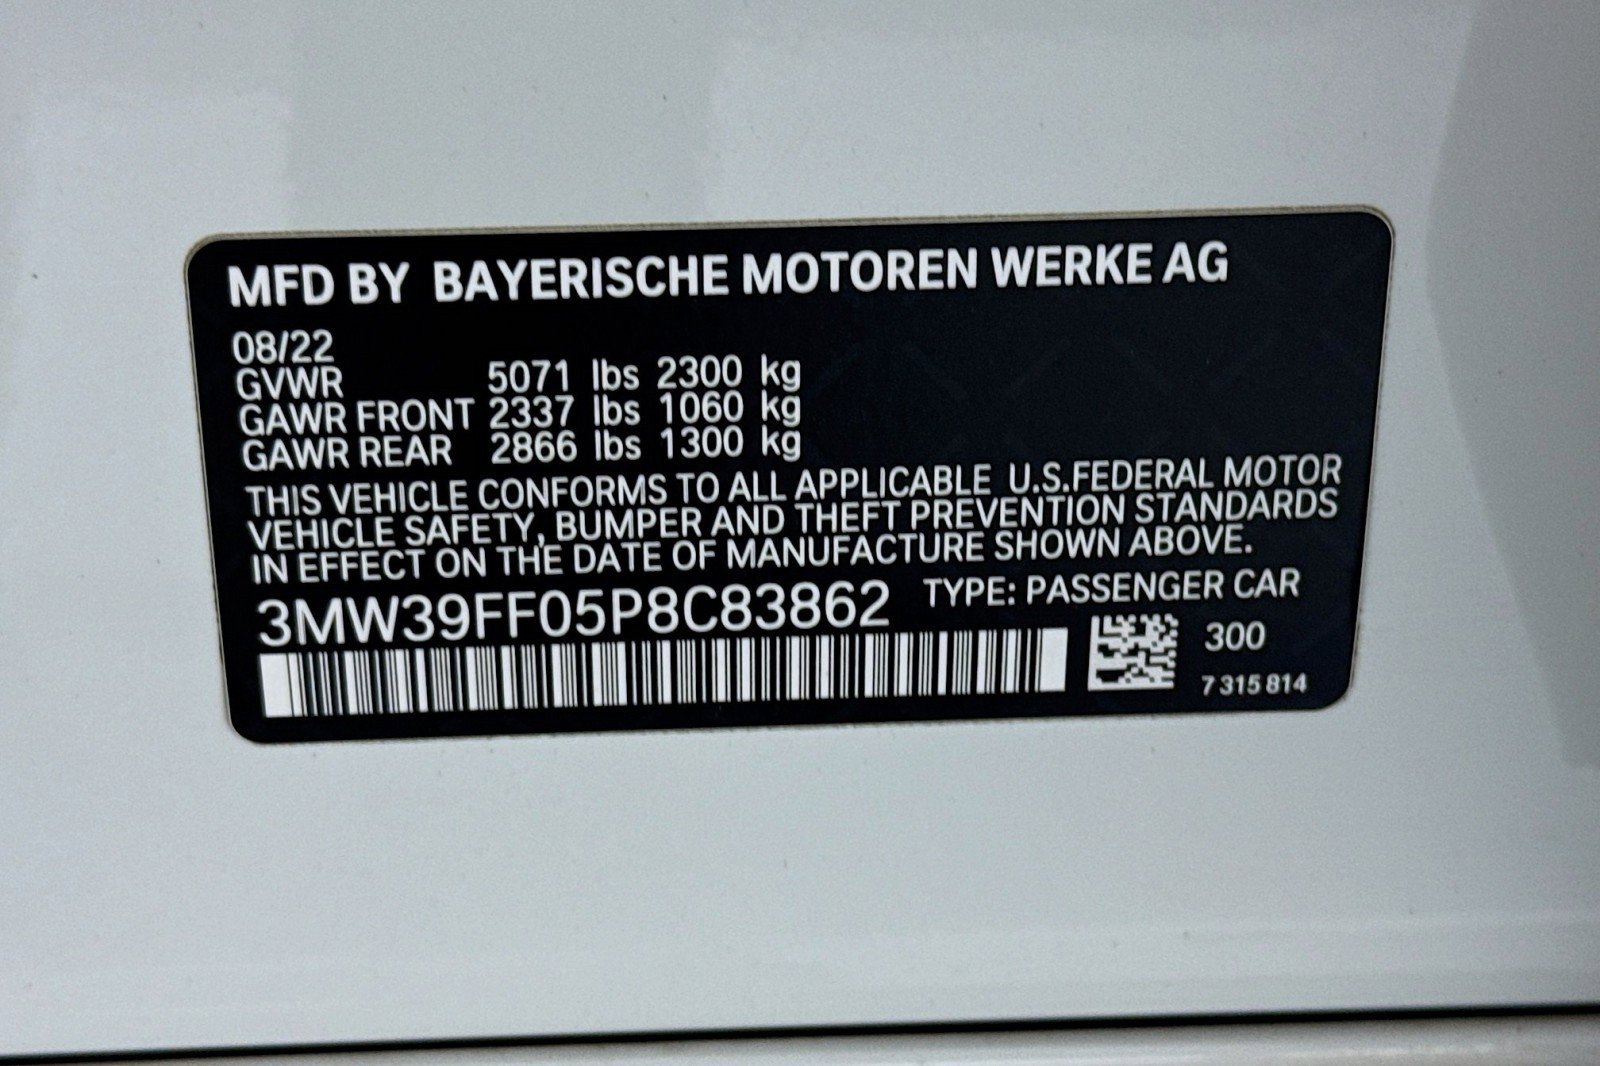 MFD BY BAYERISCHE MOTOREN WERKE AG
08/22
GVWR 5071 lbs 2300 kg
GAWR FRONT 2337 lbs 1060 kg
GAWR REAR 2866 lbs 1300 kg
THIS VEHICLE CONFORMS TO ALL APPLICABLE U.S.FEDERAL MOTOR
VEHICLE SAFETY, BUMPER AND THEFT PREVENTION STANDARDS
IN EFFECT ON THE DATE OF MANUFACTURE SHOWN ABOVE.
3MW39FF05P8C83862 TYPE: PASSENGER CAR
300
7 315 814